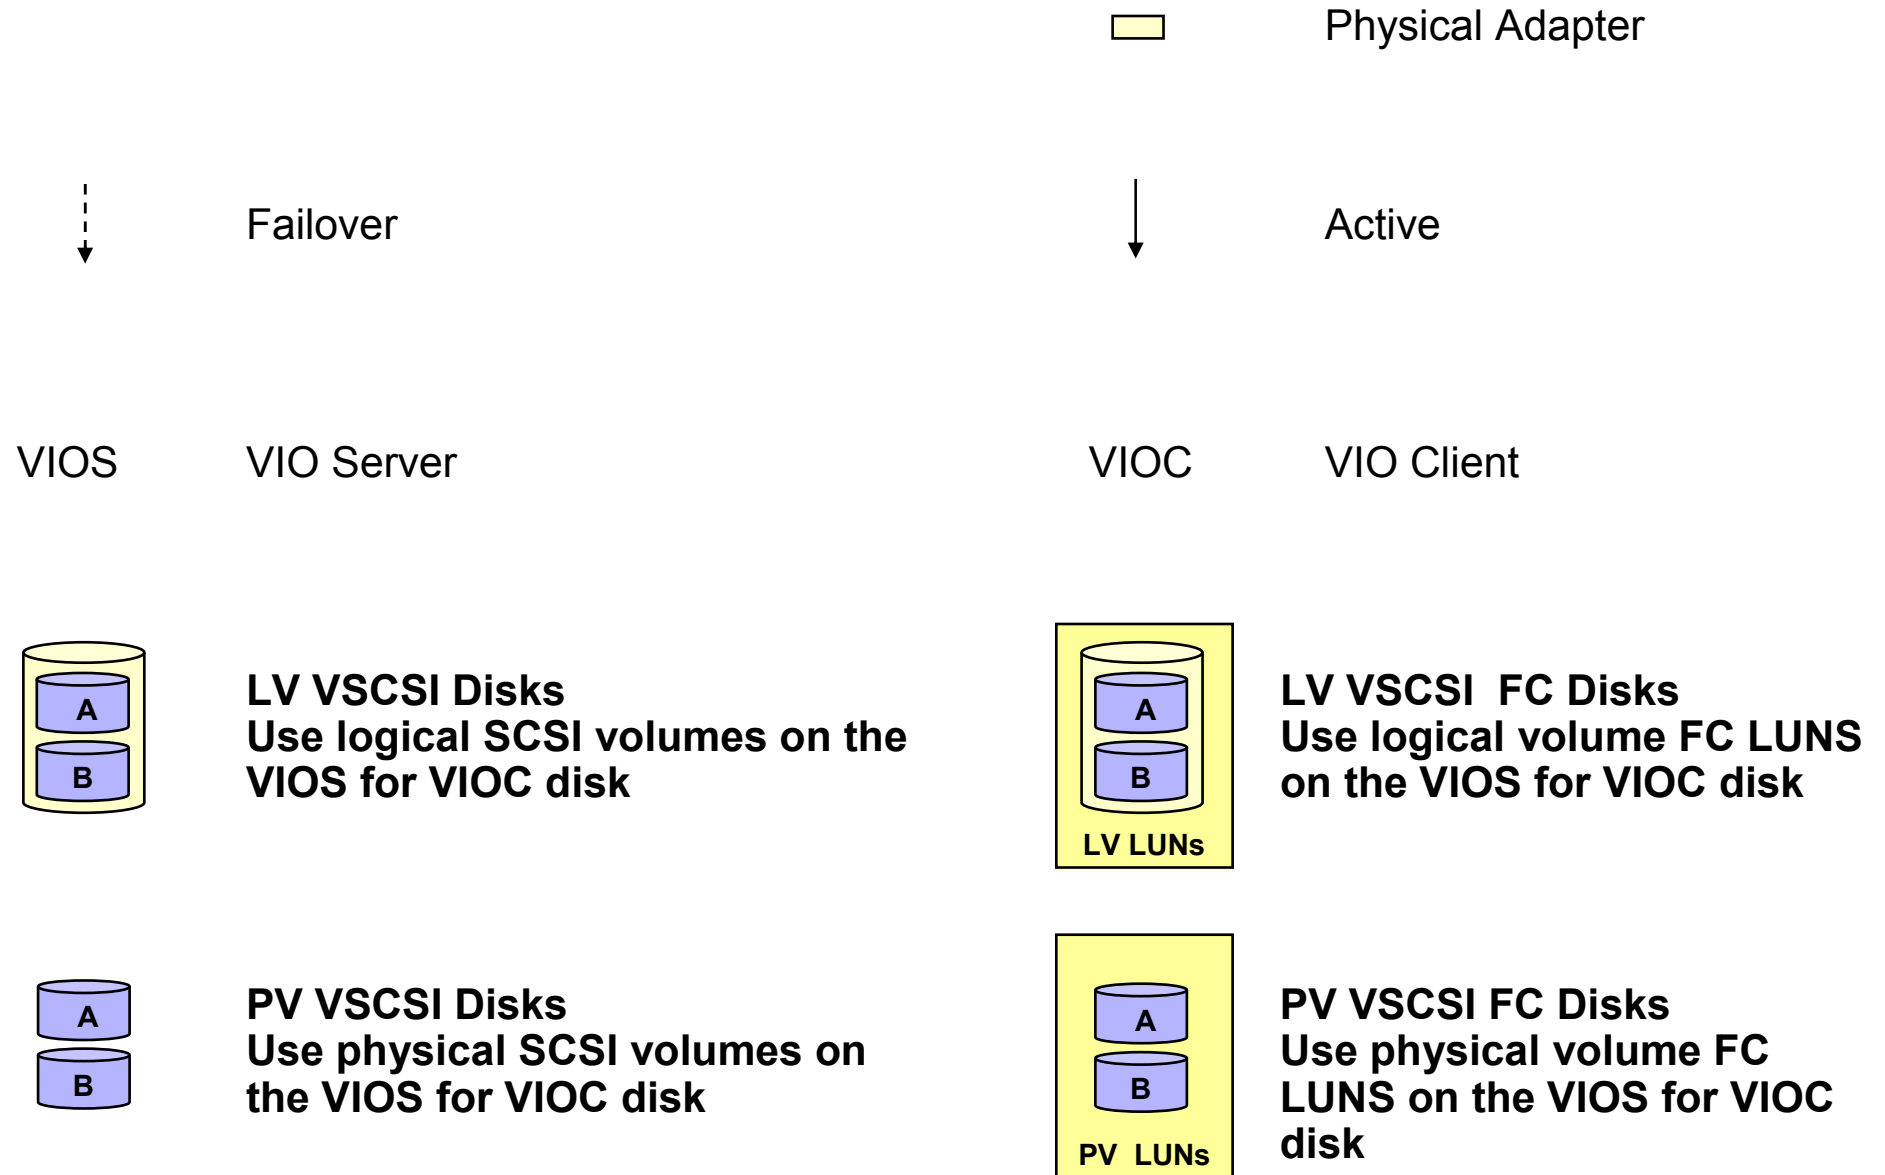 Physical Adapter
Failover
Active
VIOS
VIO Server
VIOC
VIO Client
A
B
LV VSCSI Disks
Use logical SCSI volumes on the
VIOS for VIOC disk
A
B
LV LUNs
LV VSCSI  FC Disks
Use logical volume FC LUNS
on the VIOS for VIOC disk
A
B
PV VSCSI Disks
Use physical SCSI volumes on
the VIOS for VIOC disk
A
B
PV  LUNs
PV VSCSI FC Disks
Use physical volume FC
LUNS on the VIOS for VIOC
disk